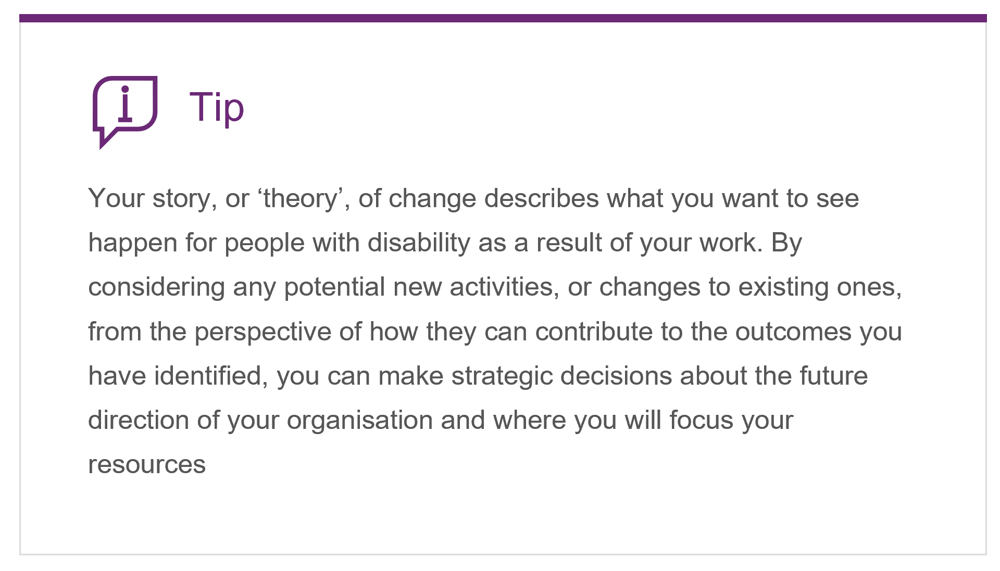 Tip
Your story, or ‘theory’, of change describes what you want to see
happen for people with disability as a result of your work. By
considering any potential new activities, or changes to existing ones,
from the perspective of how they can contribute to the outcomes you
have identified, you can make strategic decisions about the future
direction of your organisation and where you will focus your
resources